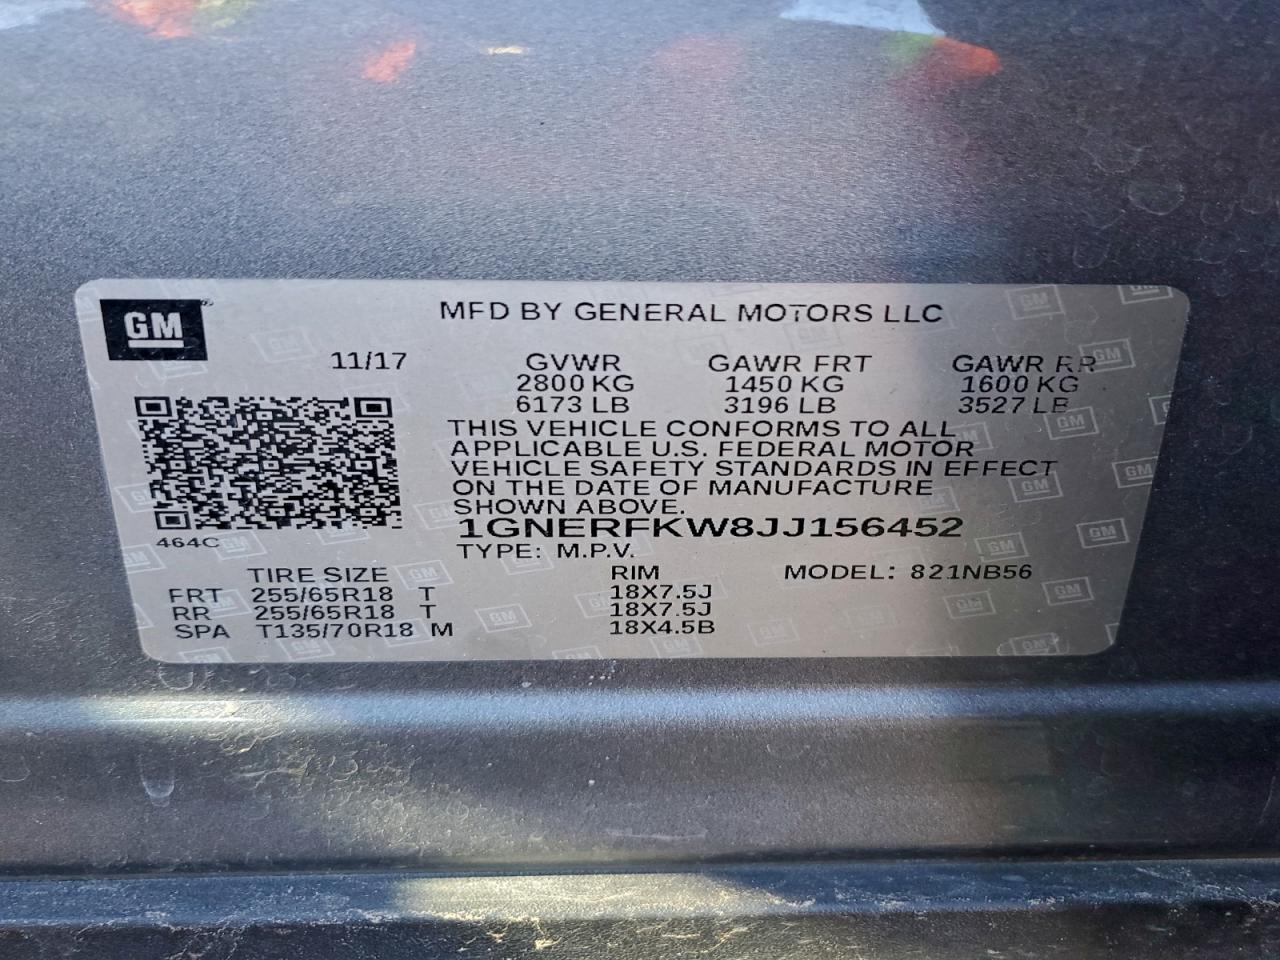 GM
MFD BY GENERAL MOTORS LLC
11/17 GVWR GAWR FRT GAWR RR
2800 KG 1450 KG 1600 KG
6173 LB 3196 LB 3527 LB
THIS VEHICLE CONFORMS TO ALL
APPLICABLE U.S. FEDERAL MOTOR
VEHICLE SAFETY STANDARDS IN EFFECT
ON THE DATE OF MANUFACTURE
SHOWN ABOVE.
464C
1GNERFKW8JJ156452
TYPE: M.P.V.
TIRE SIZE RIM MODEL: 821NB56
FRT 255/65R18 T 18X7.5J
RR 255/65R18 T 18X7.5J
SPA T135/70R18 M 18X4.5B